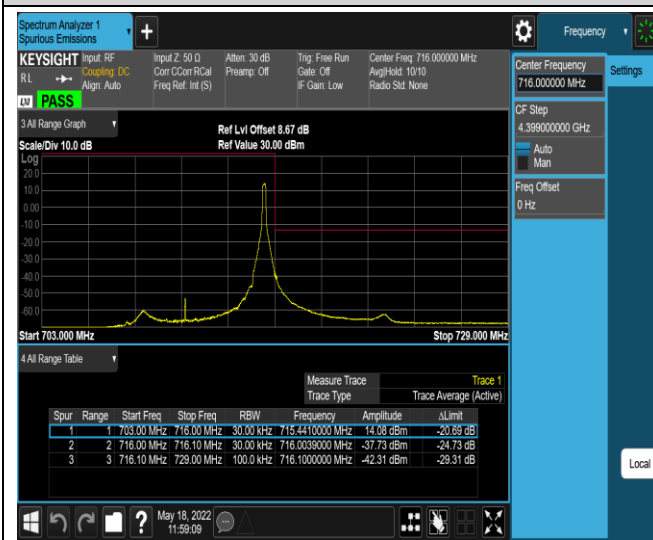 Spectrum Analyzer 1
Spurious Emissions
+
Frequency
KEYSIGHT
Input: RF
Coupling: DC
Align: Auto
Input Z: 50 Ω
Corr CCorr RCal
Freq Ref: Int (S)
Atten: 30 dB
Preamp: Off
Trig: Free Run
Gate: Off
IF Gain: Low
Center Freq: 716.000000 MHz
Avg|Hold: 10/10
Radio Std: None
RL
LXI
PASS
Center Frequency
716.000000 MHz
Settings
CF Step
4.399000000 GHz
Auto
Man
Freq Offset
0 Hz
3 All Range Graph
Scale/Div 10.0 dB
Ref Lvl Offset 8.67 dB
Ref Value 30.00 dBm
Log
20.0
10.0
0.00
-10.0
-20.0
-30.0
-40.0
-50.0
-60.0
Start 703.000 MHz
Stop 729.000 MHz
4 All Range Table
Measure Trace Trace 1
Trace Type Trace Average (Active)
Spur Range Start Freq Stop Freq RBW Frequency Amplitude ΔLimit
1 1 703.00 MHz 716.00 MHz 30.00 kHz 715.4410000 MHz 14.08 dBm -20.69 dB
2 2 716.00 MHz 716.10 MHz 30.00 kHz 716.0039000 MHz -37.73 dBm -24.73 dB
3 3 716.10 MHz 729.00 MHz 100.0 kHz 716.1000000 MHz -42.31 dBm -29.31 dB
Local
?
May 18, 2022
11:59:09